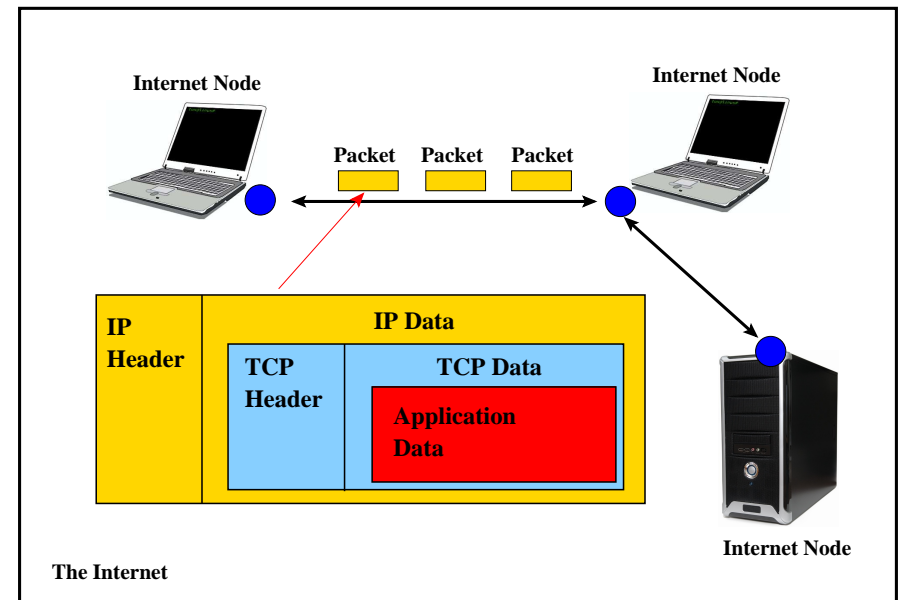 Internet Node
Internet Node
Packet Packet Packet
IP Data
IP
Header
TCP Data
TCP
Header
Application
Data
Internet Node
The Internet